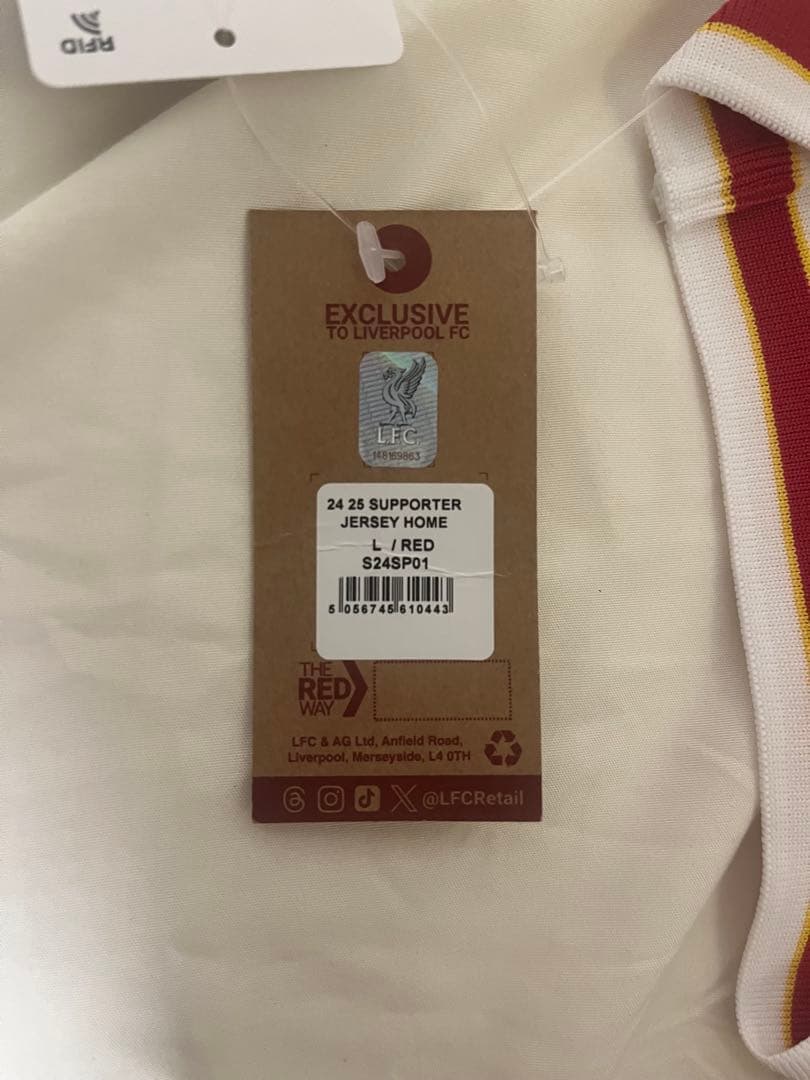 RFID
EXCLUSIVE
TO LIVERPOOL FC
L.F.C.
148169863
24 25 SUPPORTER
JERSEY HOME
L / RED
S24SP01
5 056745 610443
THE
RED
WAY
LFC & AG Ltd, Anfield Road,
Liverpool, Merseyside, L4 0TH
@LFCRetail